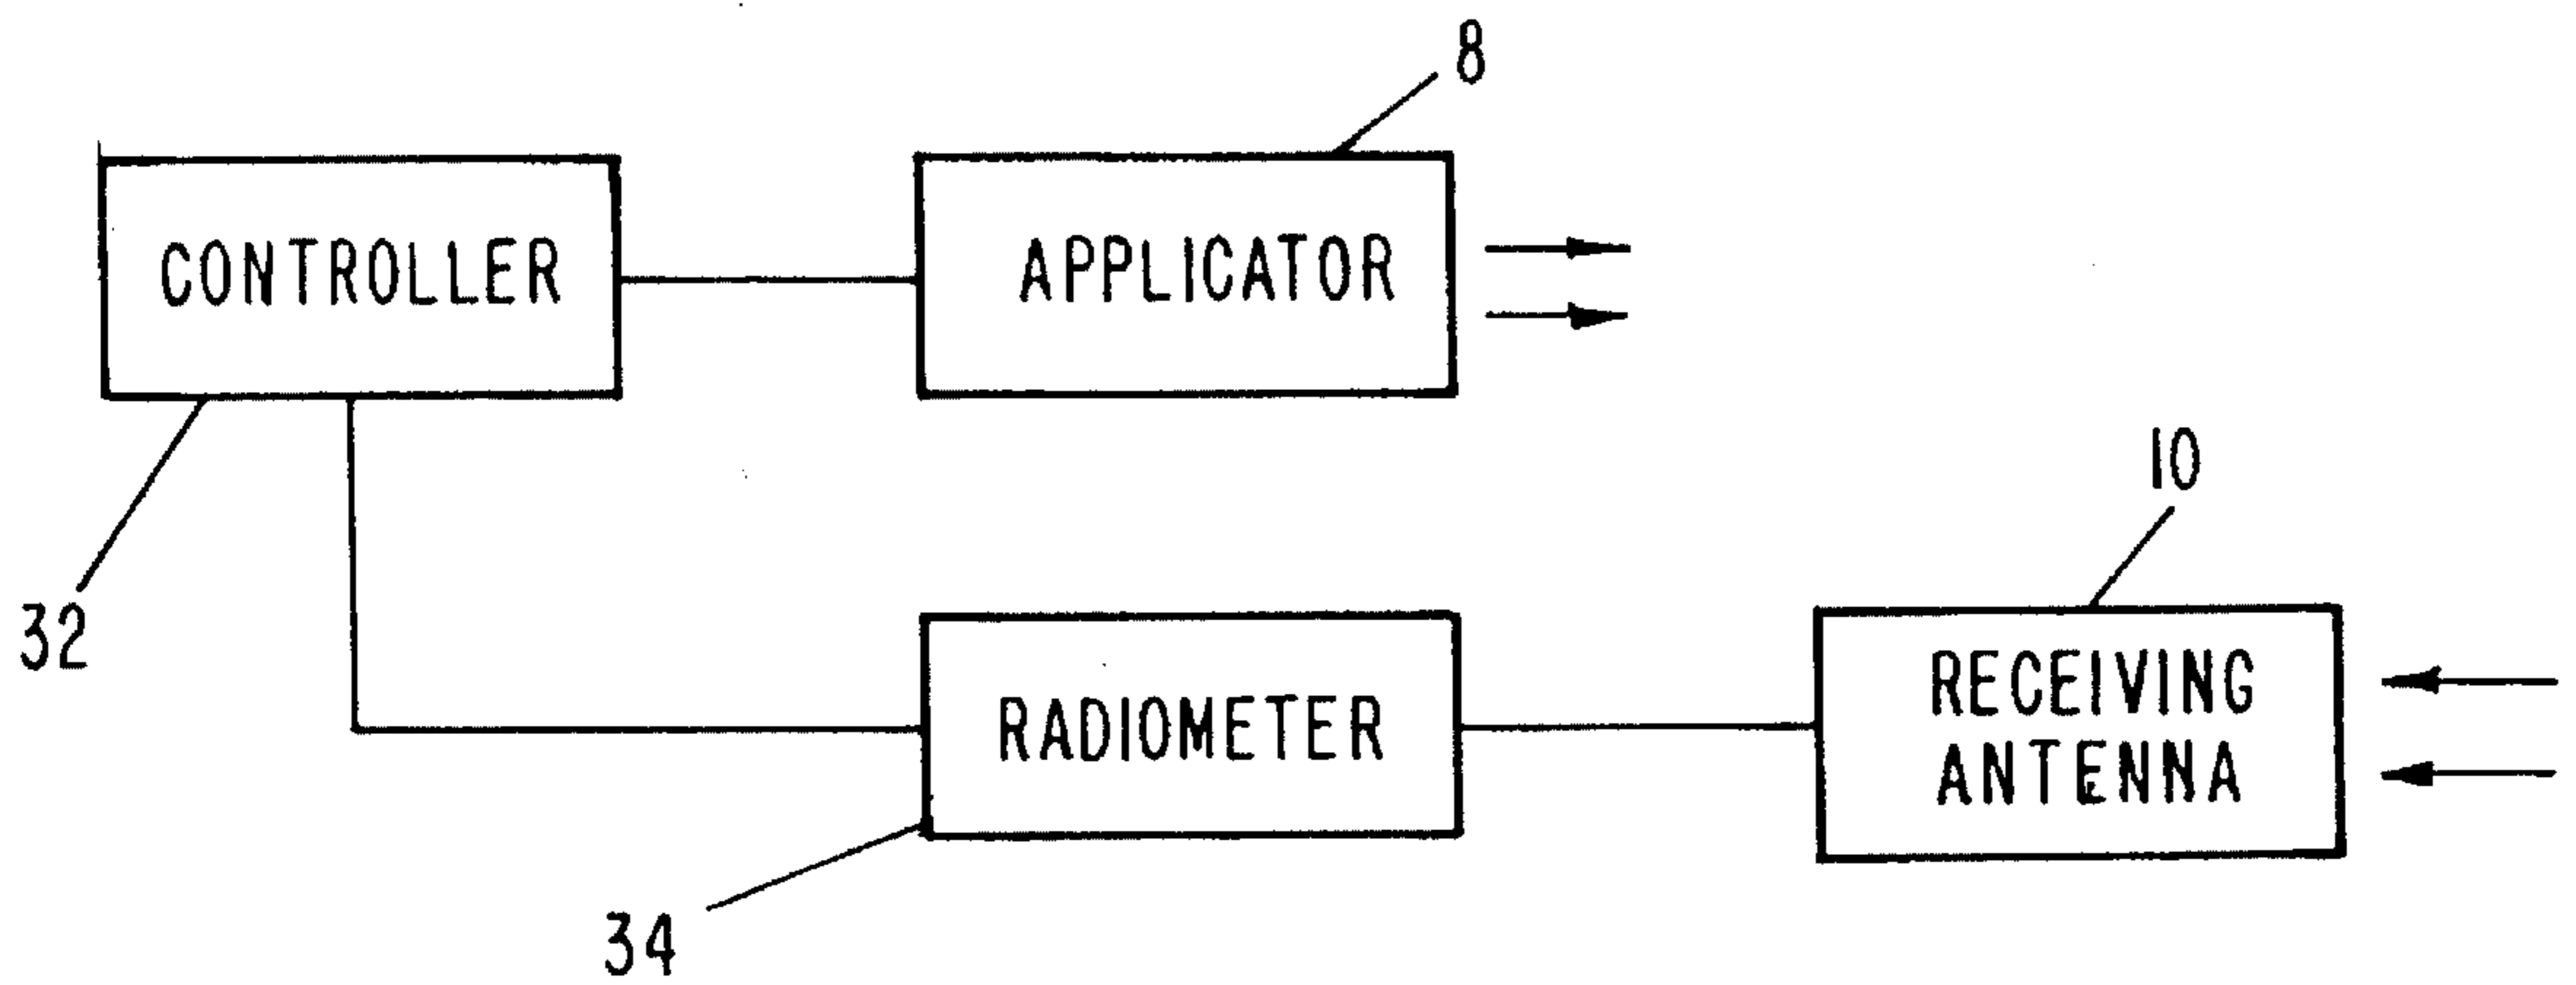 8
CONTROLLER
APPLICATOR
10
32
RADIOMETER
RECEIVING
ANTENNA
34